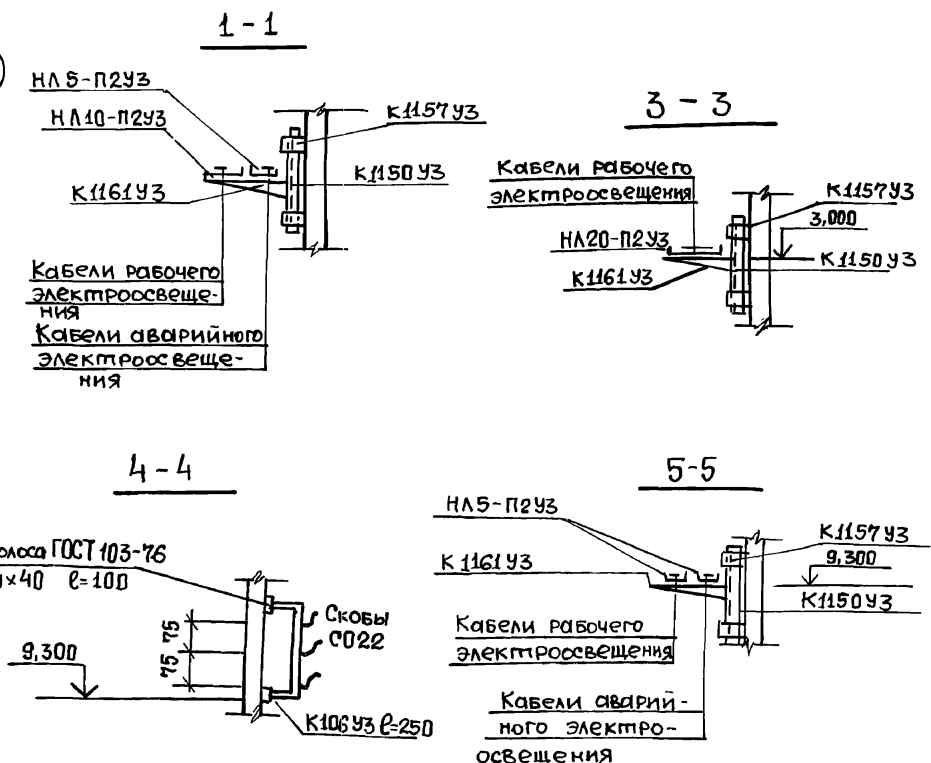 1-1
НЛ5-П2У3
НЛ10-П2У3
К1157У3
К1161У3
К1150У3
Кабели рабочего
электроосвеще-
ния
Кабели аварийного
электроосвеще-
ния
3-3
Кабели рабочего
электроосвещения
К1157У3
3,000
НЛ20-П2У3
К1150У3
К1161У3
4-4
олоса ГОСТ 103-76
×40 ℓ=100
Скобы
СО22
75
75
9,300
К106У3 ℓ=250
5-5
НЛ5-П2У3
К1157У3
К1161У3
9,300
К1150У3
Кабели рабочего
электроосвещения
Кабели аварий-
ного электро-
освещения